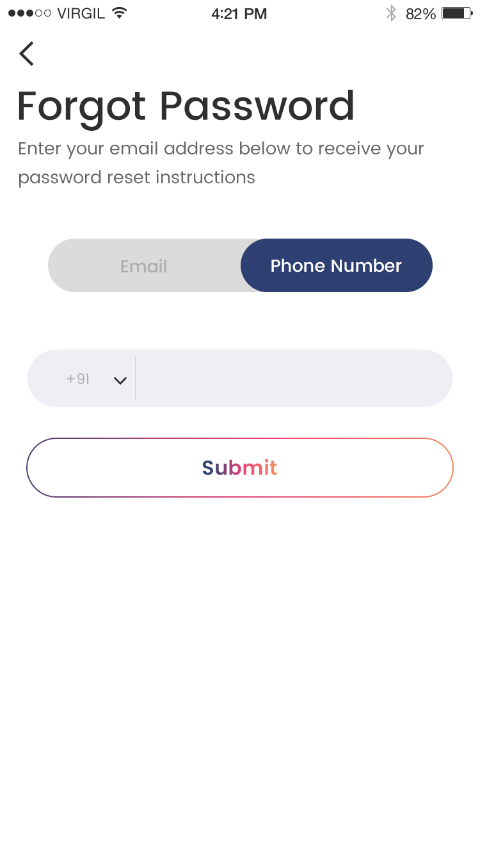 VIRGIL 4:21 PM 82%
Forgot Password
Enter your email address below to receive your
password reset instructions
Email Phone Number
+91
Submit